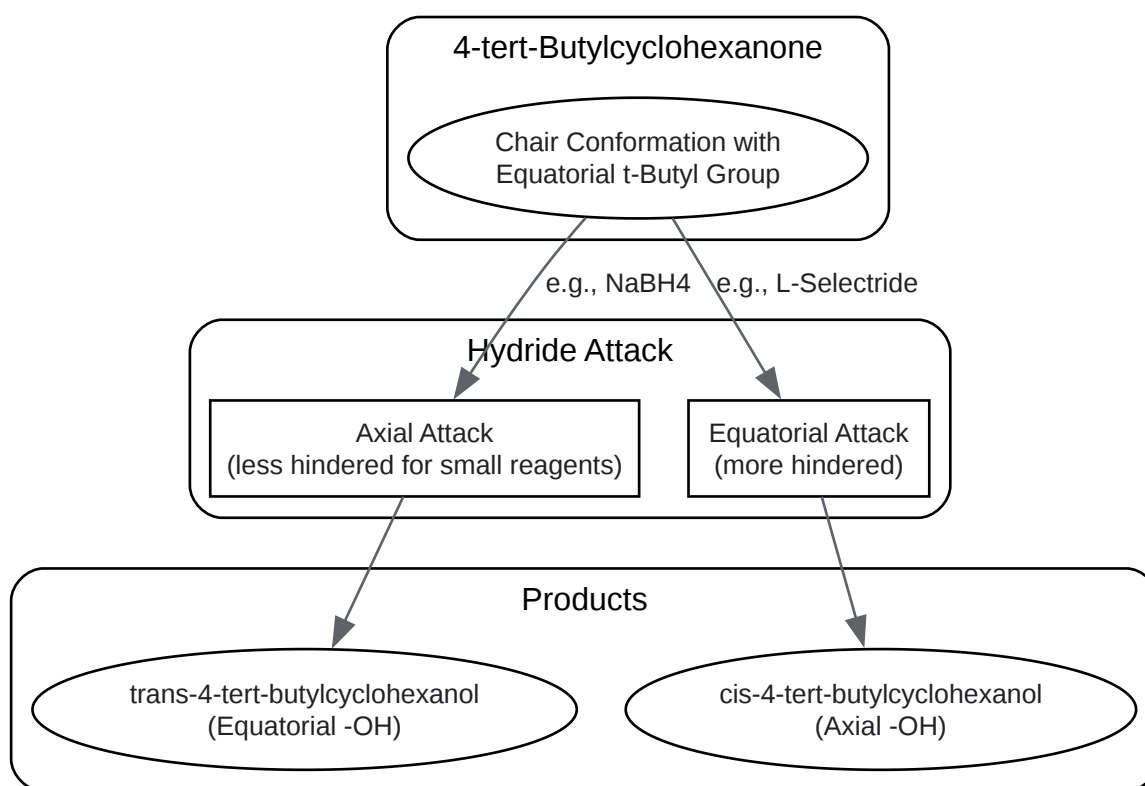 4-tert-Butylcyclohexanone
Chair Conformation with
Equatorial t-Butyl Group
e.g., NaBH4
e.g., L-Selectride
Hydride Attack
Axial Attack
(less hindered for small reagents)
Equatorial Attack
(more hindered)
Products
trans-4-tert-butylcyclohexanol
(Equatorial -OH)
cis-4-tert-butylcyclohexanol
(Axial -OH)